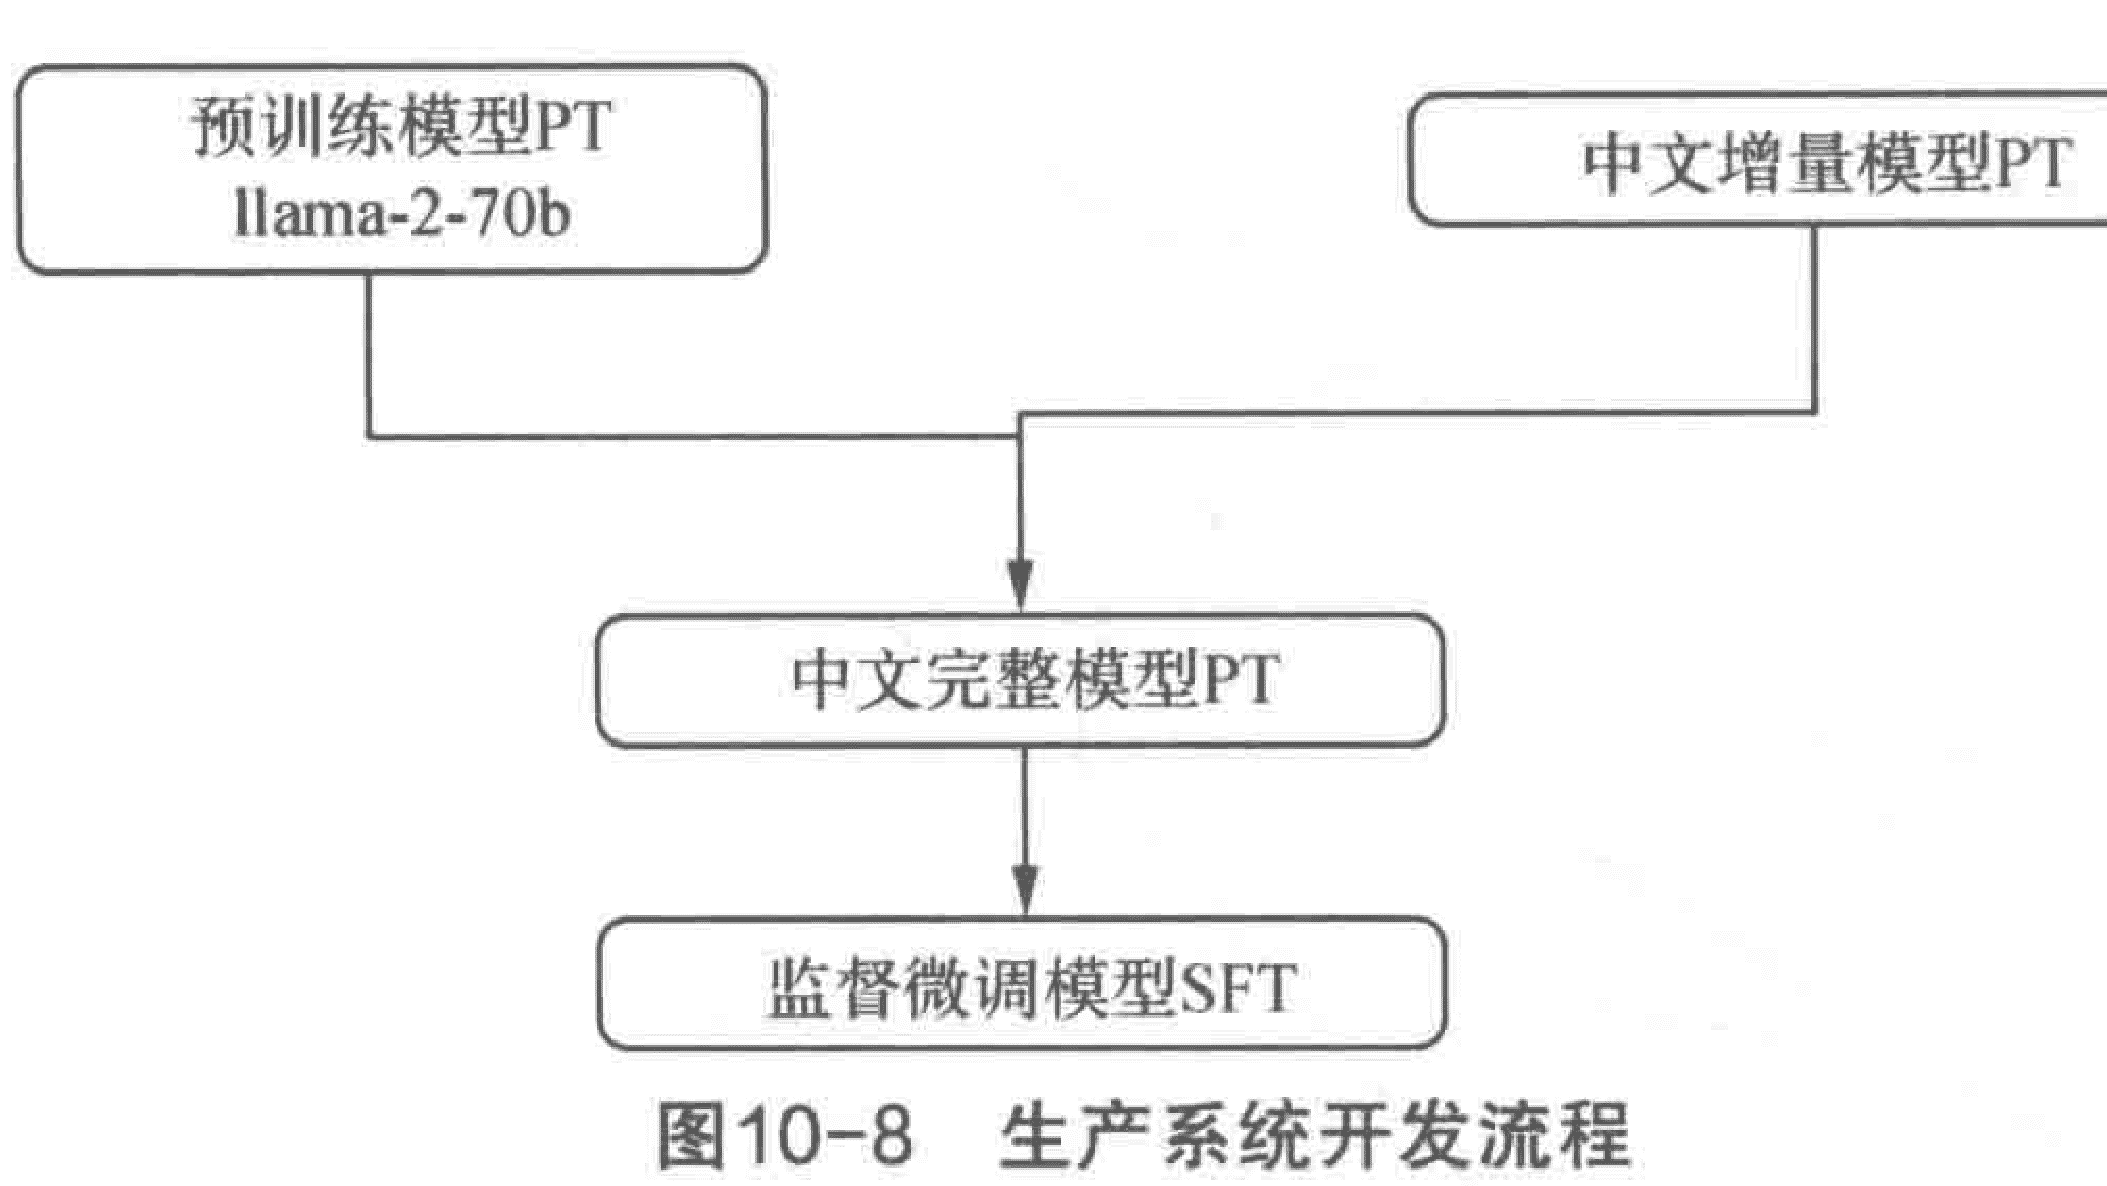 预训练模型PT
llama-2-70b
中文增量模型PT
中文完整模型PT
监督微调模型SFT
图10-8 生产系统开发流程